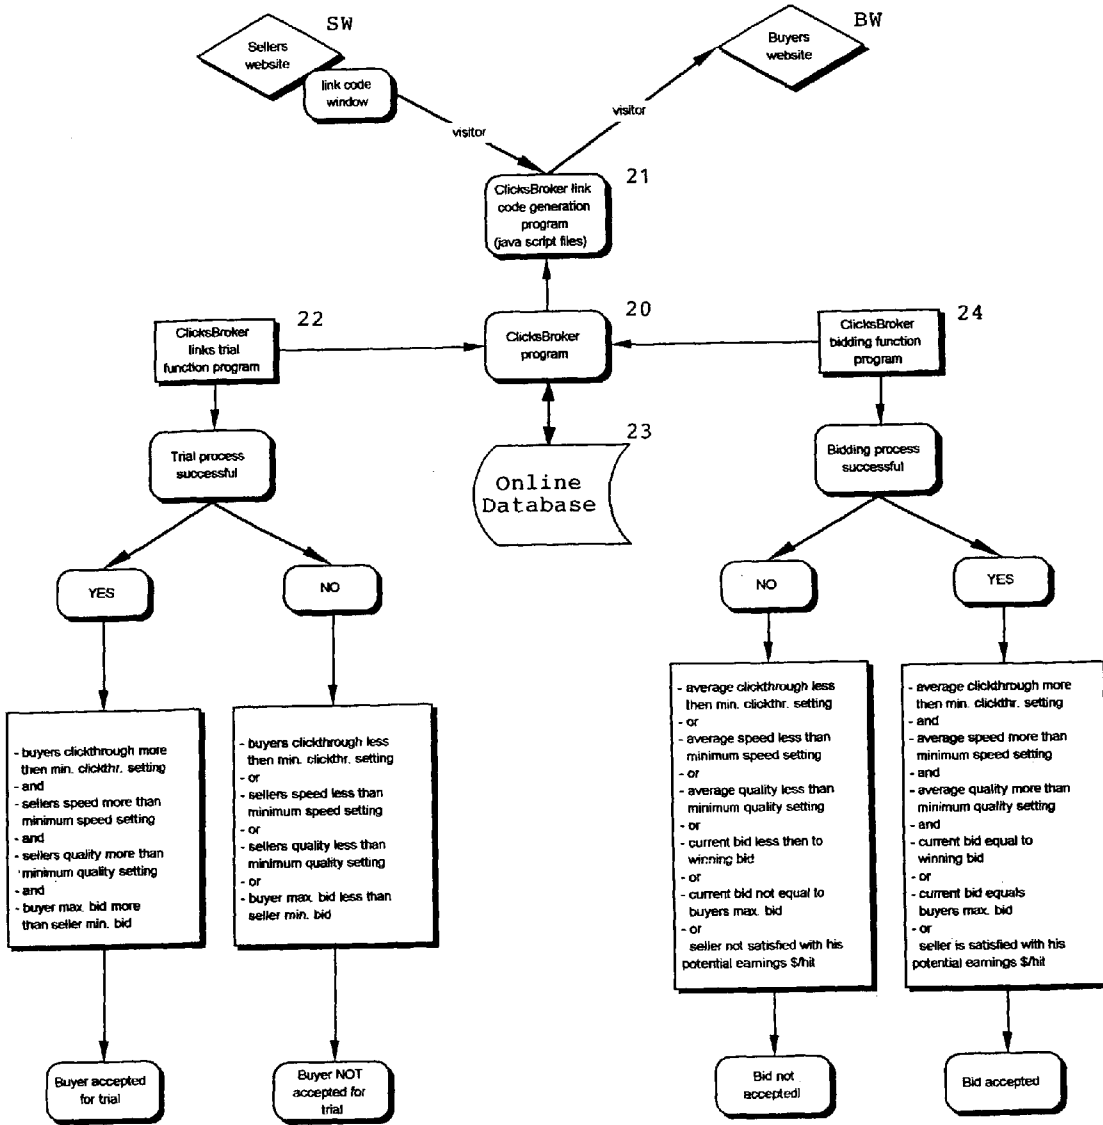 SW
Sellers
website
link code
window
visitor
BW
Buyers
website
visitor
21
ClicksBroker link
code generation
program
(java script files)
22
ClicksBroker
links trial
function program
20
ClicksBroker
program
24
ClicksBroker
bidding function
program
23
Online
Database
Trial process
successful
Bidding process
successful
YES
NO
NO
YES
- buyers clickthrough more
then min. clickthr. setting
- and
- sellers speed more than
minimum speed setting
- and
- sellers quality more than
minimum quality setting
- and
- buyer max. bid more
than seller min. bid
- buyers clickthrough less
then min. clickthr. setting
- or
- sellers speed less than
minimum speed setting
- or
- sellers quality less than
minimum quality setting
- or
- buyer max. bid less than
seller min. bid
- average clickthrough less
then min. clickthr. setting
- or
- average speed less than
minimum speed setting
- or
- average quality less than
minimum quality setting
- or
- current bid less then to
winning bid
- or
- current bid not equal to
buyers max. bid
- or
seller not satisfied with his
potential earnings $/hit
- average clickthrough more
then min. clickthr. setting
- and
- average speed more than
minimum speed setting
- and
- average quality more than
minimum quality setting
- and
- current bid equal to
winning bid
- or
- current bid equals
buyers max. bid
- or
seller is satisfied with his
potential earnings $/hit
Buyer accepted
for trial
Buyer NOT
accepted for
trial
Bid not
accepted!
Bid accepted